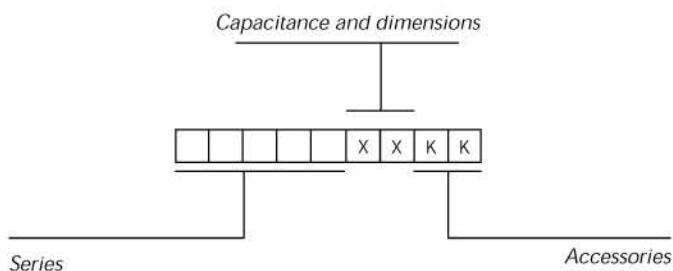 Capacitance and dimensions
X X K K
Series
Accessories